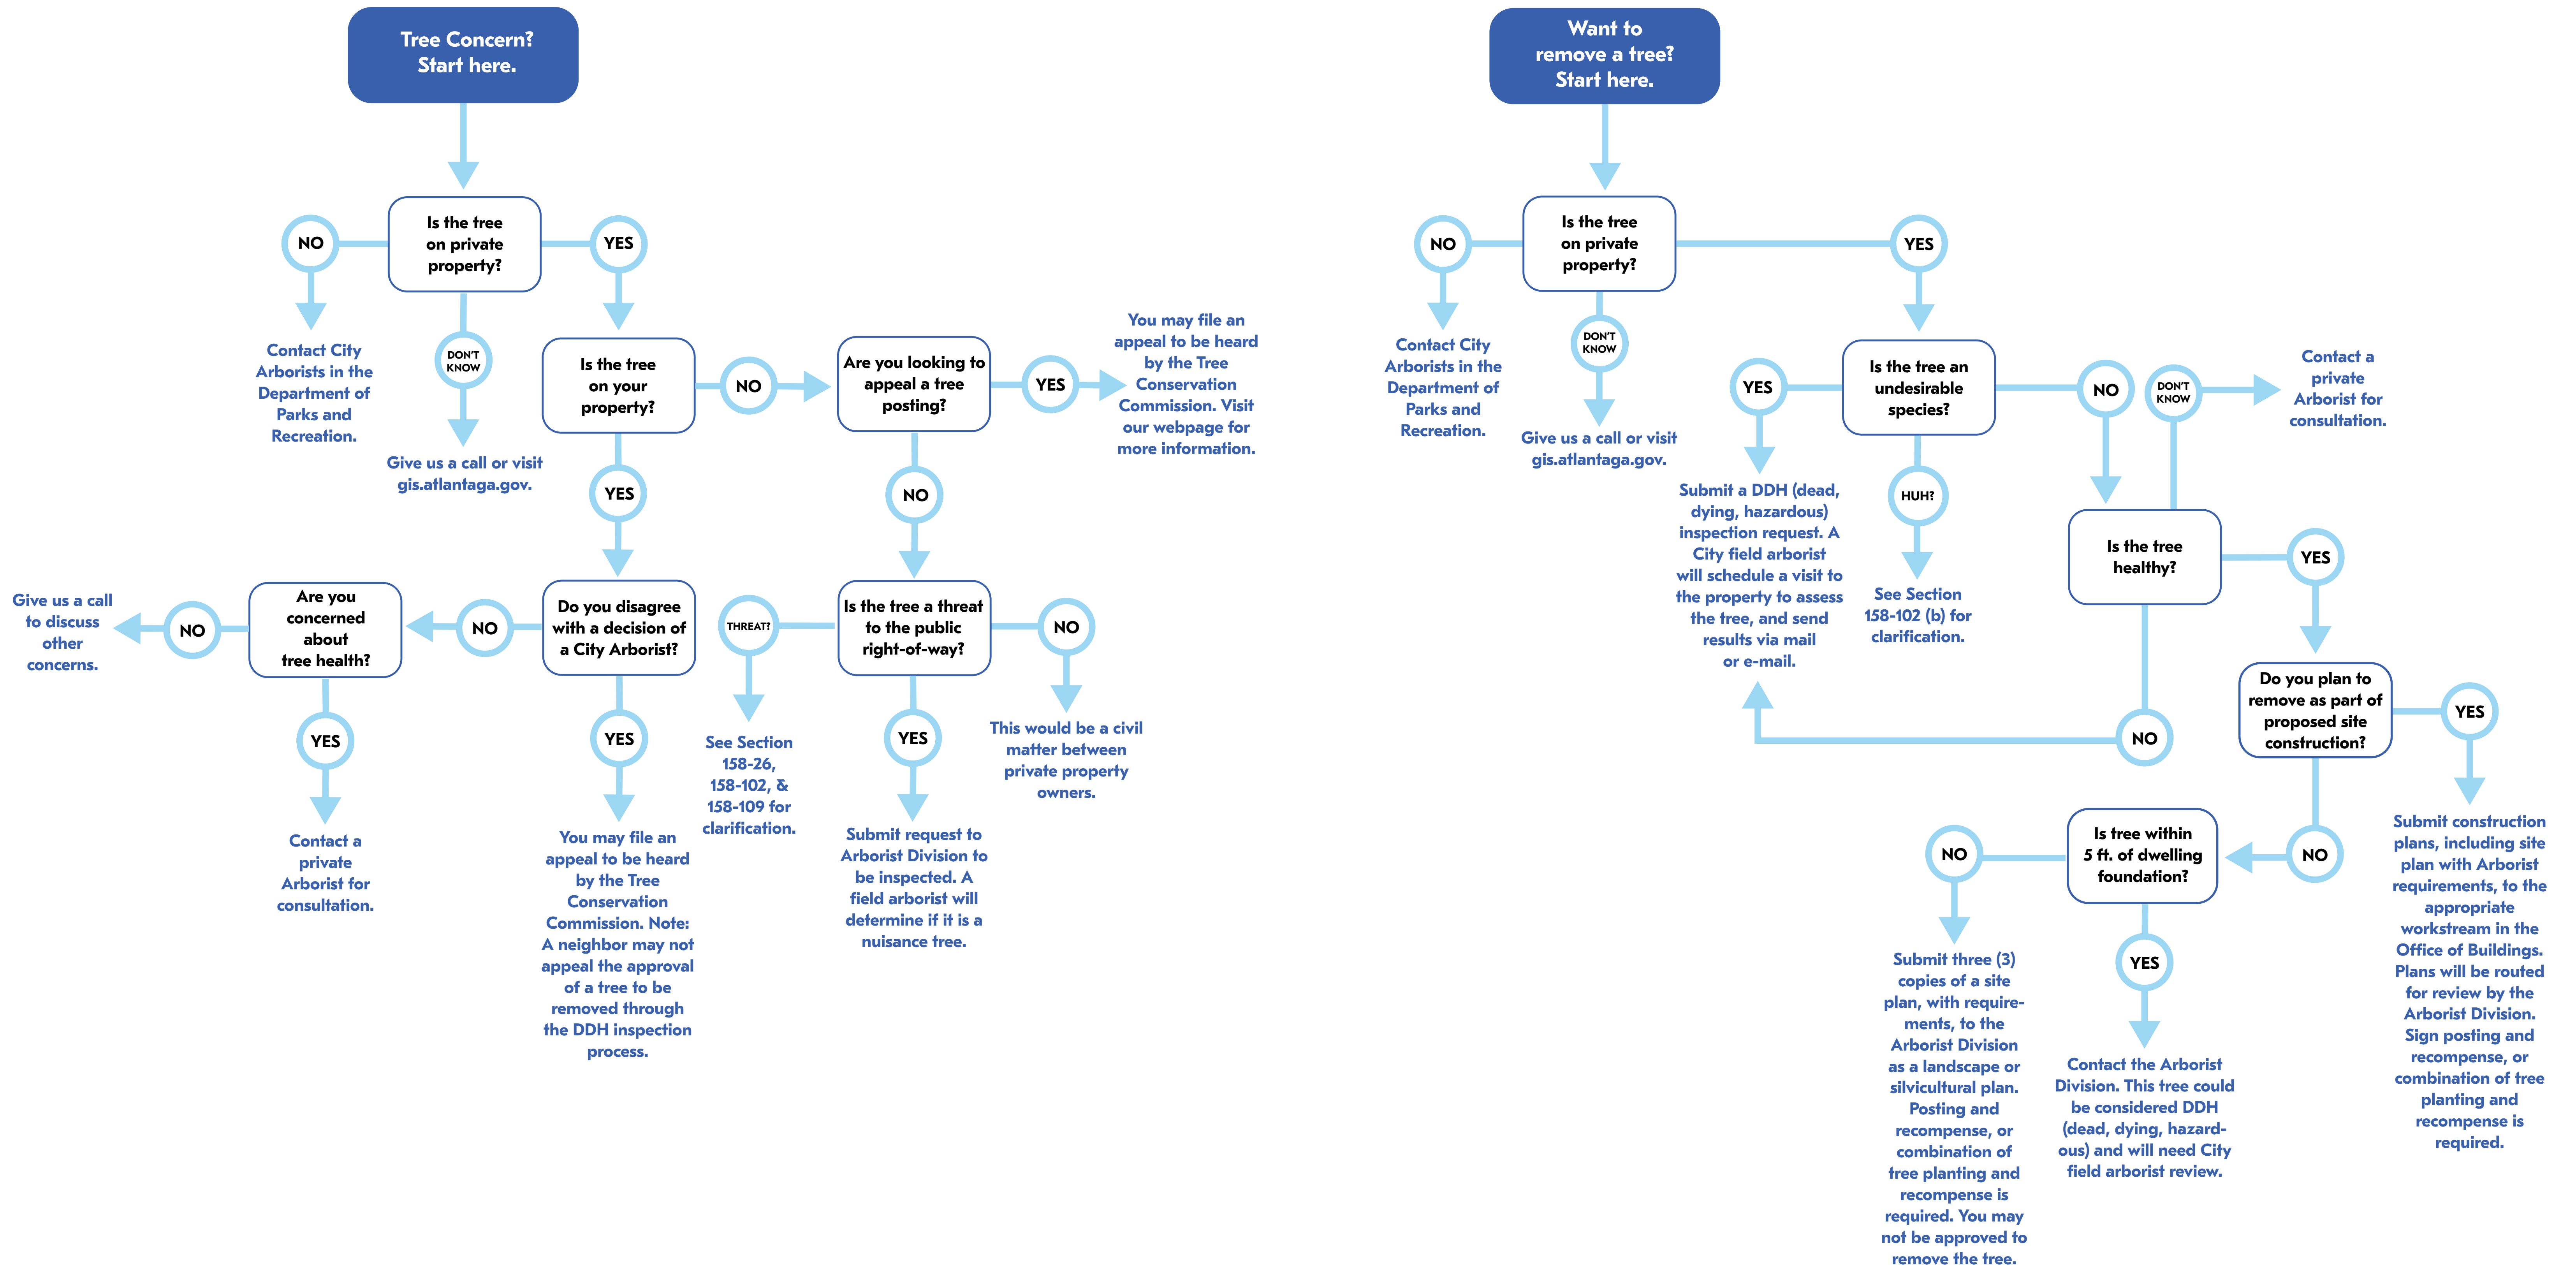 Tree Concern?
Start here.
Is the tree
on private
property?
NO
Contact City
Arborists in the
Department of
Parks and
Recreation.
DON'T
KNOW
Give us a call or visit
gis.atlantaga.gov.
YES
Is the tree
on your
property?
NO
Are you looking to
appeal a tree
posting?
YES
You may file an
appeal to be heard
by the Tree
Conservation
Commission. Visit
our webpage for
more information.
NO
Is the tree a threat
to the public
right-of-way?
THREAT?
See Section
158-26,
158-102, &
158-109 for
clarification.
YES
Submit request to
Arborist Division to
be inspected. A
field arborist will
determine if it is a
nuisance tree.
NO
This would be a civil
matter between
private property
owners.
YES
Do you disagree
with a decision of
a City Arborist?
YES
You may file an
appeal to be heard
by the Tree
Conservation
Commission. Note:
A neighbor may not
appeal the approval
of a tree to be
removed through
the DDH inspection
process.
NO
Are you
concerned
about
tree health?
NO
Give us a call
to discuss
other
concerns.
YES
Contact a
private
Arborist for
consultation.
Want to
remove a tree?
Start here.
Is the tree
on private
property?
NO
Contact City
Arborists in the
Department of
Parks and
Recreation.
DON'T
KNOW
Give us a call or visit
gis.atlantaga.gov.
YES
Is the tree an
undesirable
species?
YES
Submit a DDH (dead,
dying, hazardous)
inspection request. A
City field arborist
will schedule a visit to
the property to assess
the tree, and send
results via mail
or e-mail.
HUH?
See Section
158-102 (b) for
clarification.
NO
Is the tree
healthy?
DON'T
KNOW
Contact a
private
Arborist for
consultation.
NO
YES
Do you plan to
remove as part of
proposed site
construction?
YES
Submit construction
plans, including site
plan with Arborist
requirements, to the
appropriate
workstream in the
Office of Buildings.
Plans will be routed
for review by the
Arborist Division.
Sign posting and
recompense, or
combination of tree
planting and
recompense is
required.
NO
Is tree within
5 ft. of dwelling
foundation?
NO
Submit three (3)
copies of a site
plan, with require-
ments, to the
Arborist Division
as a landscape or
silvicultural plan.
Posting and
recompense, or
combination of
tree planting and
recompense is
required. You may
not be approved to
remove the tree.
YES
Contact the Arborist
Division. This tree could
be considered DDH
(dead, dying, hazard-
ous) and will need City
field arborist review.